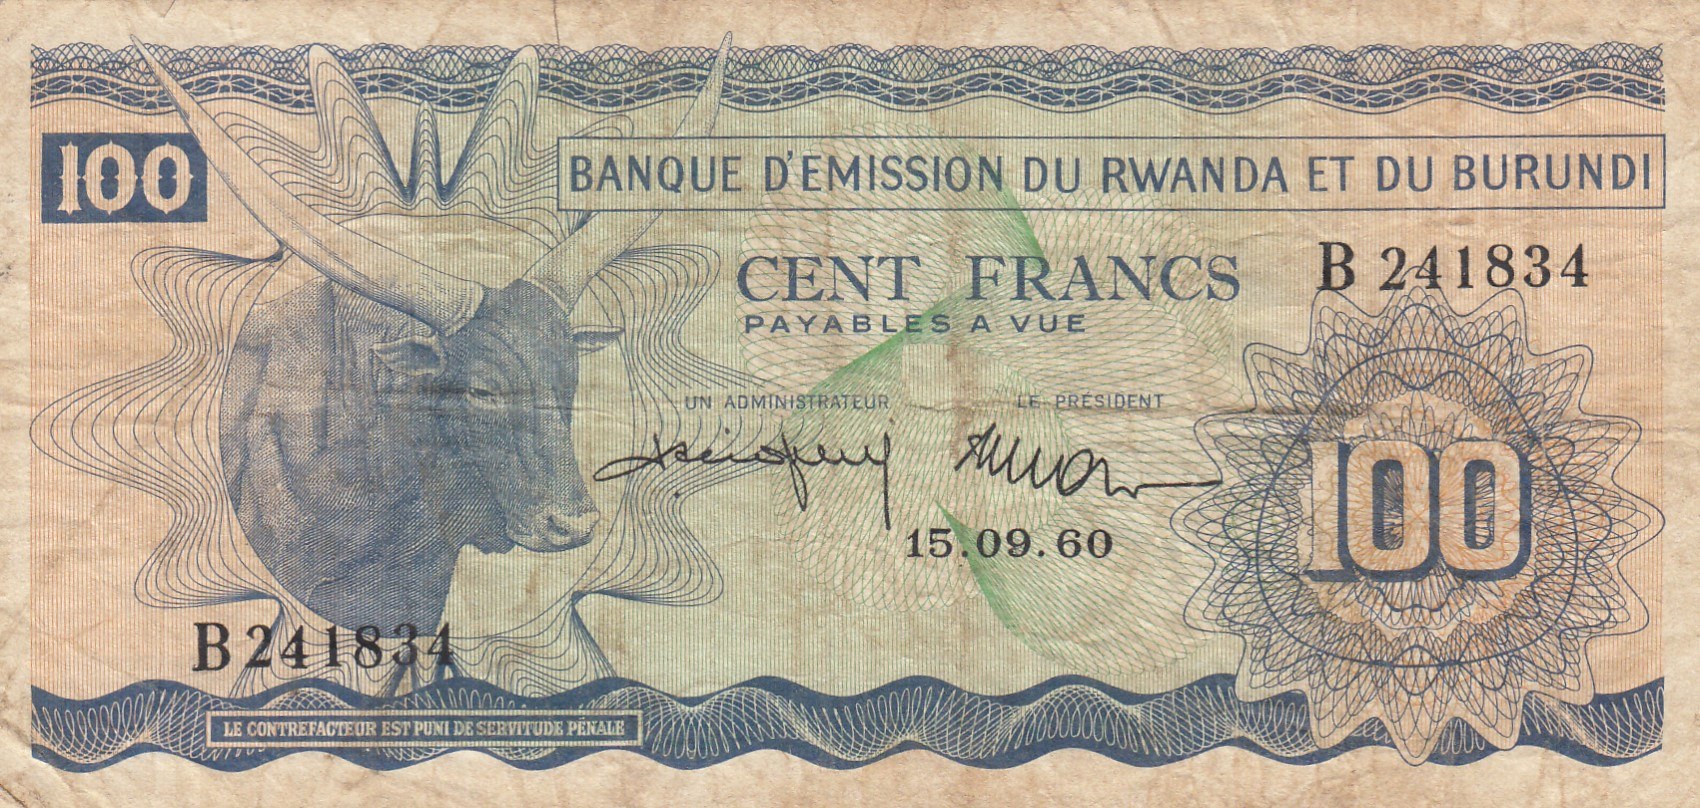 100
BANQUE D'EMISSION DU RWANDA ET DU BURUNDI
CENT FRANCS
B 241834
PAYABLES A VUE
UN ADMINISTRATEUR
LE PRÉSIDENT
15.09.60
100
B 241834
LE CONTREFACTEUR EST PUNI DE SERVITUDE PÉNALE